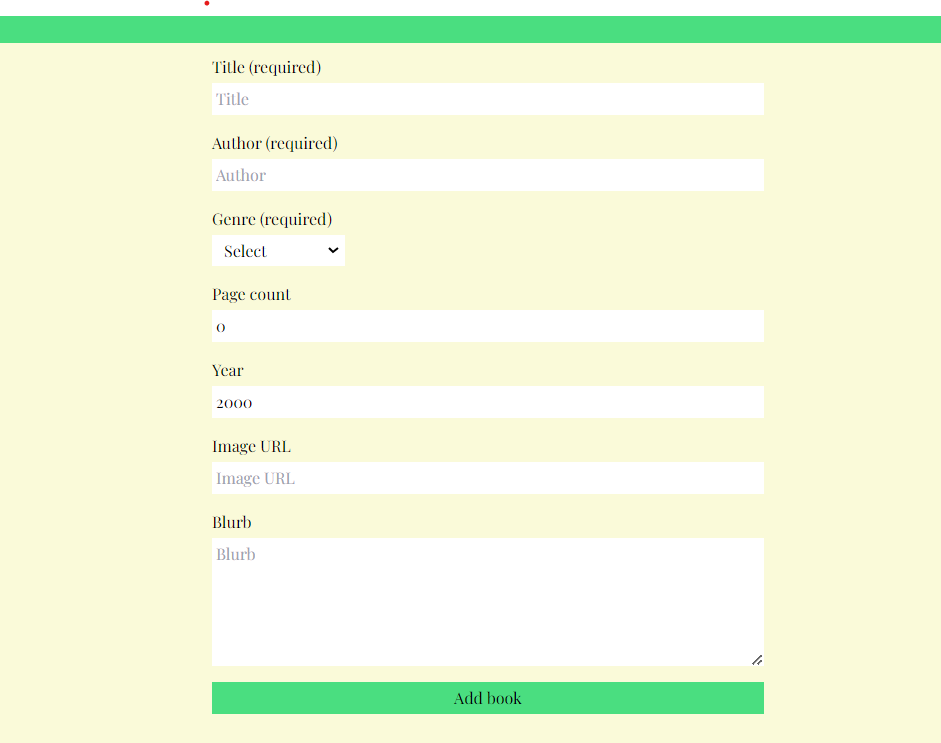 Title (required)
Title
Author (required)
Author
Genre (required)
Select
Page count
0
Year
2000
Image URL
Image URL
Blurb
Blurb
Add book